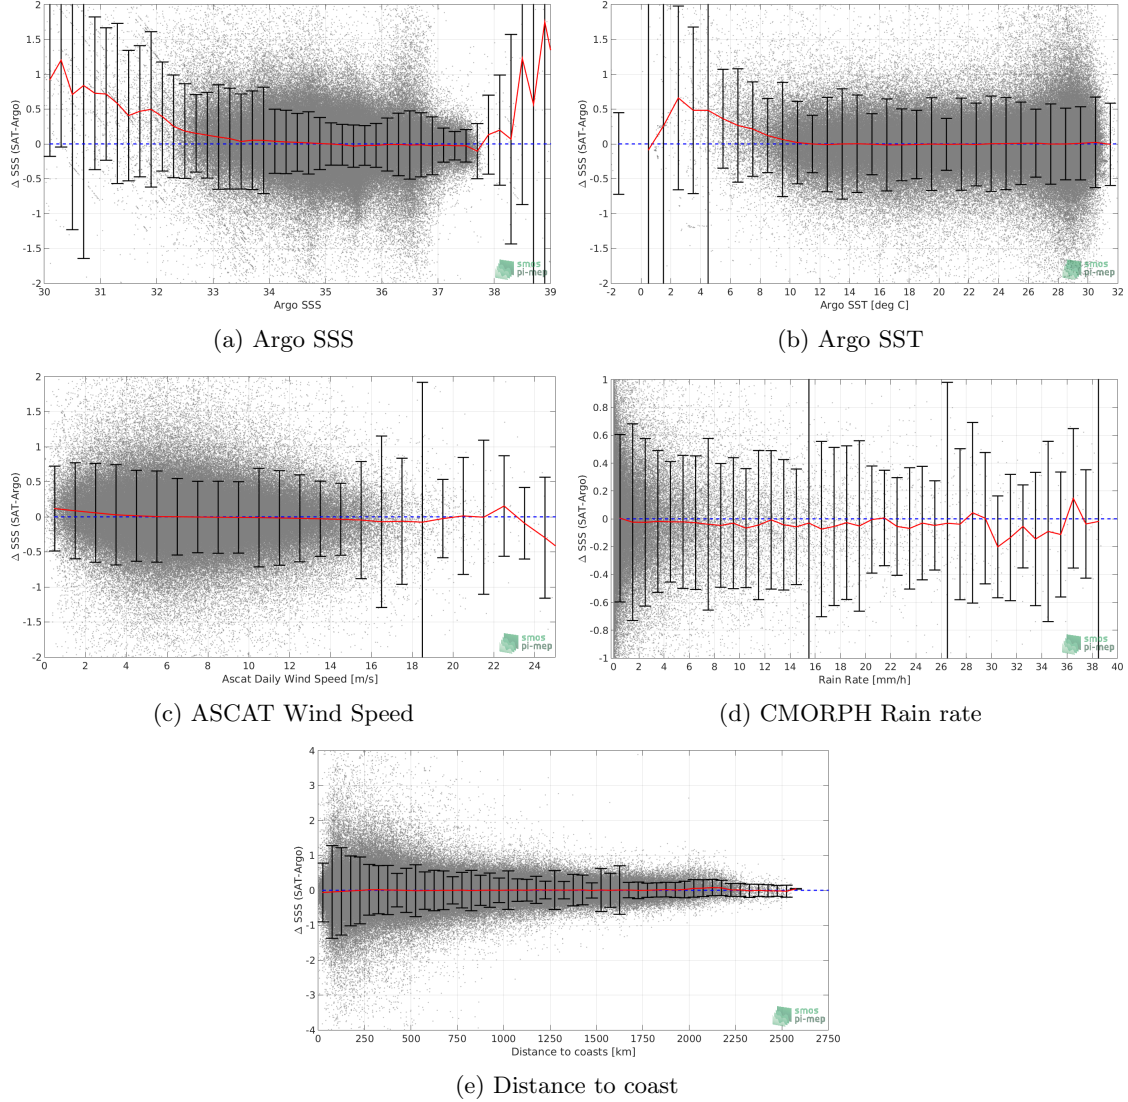 2
1.5
1
0.5
0
-0.5
-1
-1.5
-2
Δ SSS (SAT-Argo)
30 31 32 33 34 35 36 37 38 39
Argo SSS
smos
pi-mep
(a) Argo SSS
2
1.5
1
0.5
0
-0.5
-1
-1.5
-2
Δ SSS (SAT-Argo)
-2 0 2 4 6 8 10 12 14 16 18 20 22 24 26 28 30 32
Argo SST [deg C]
smos
pi-mep
(b) Argo SST
2
1.5
1
0.5
0
-0.5
-1
-1.5
-2
Δ SSS (SAT-Argo)
0 2 4 6 8 10 12 14 16 18 20 22 24
Ascat Daily Wind Speed [m/s]
smos
pi-mep
(c) ASCAT Wind Speed
1
0.8
0.6
0.4
0.2
0
-0.2
-0.4
-0.6
-0.8
-1
Δ SSS (SAT-Argo)
0 2 4 6 8 10 12 14 16 18 20 22 24 26 28 30 32 34 36 38 40
Rain Rate [mm/h]
smos
pi-mep
(d) CMORPH Rain rate
4
3
2
1
0
-1
-2
-3
-4
Δ SSS (SAT-Argo)
0 250 500 750 1000 1250 1500 1750 2000 2250 2500 2750
Distance to coasts [km]
smos
pi-mep
(e) Distance to coast